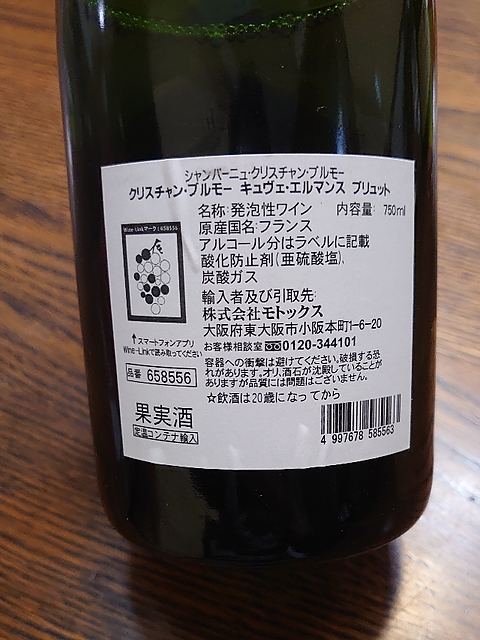 シャンパーニュ・クリスチャン・ブルモー
クリスチャン・ブルモー キュヴェ・エルマンス ブリュット
名称:発泡性ワイン 内容量: 750ml
原産国名:フランス
アルコール分はラベルに記載
酸化防止剤(亜硫酸塩)、
炭酸ガス
輸入者及び引取先:
株式会社モトックス
大阪府東大阪市小阪本町1-6-20
お客様相談室 0120-344101
容器への衝撃は避けてください。破損する恐
れがあります。オリ、酒石が沈殿していることが
ありますが品質には問題はございません。
☆飲酒は20歳になってから
Wine-Linkマーク:658556
↑スマートフォンアプリ
Wine-Linkで読み取ってください
品番 658556
果実酒
定温コンテナ輸入
4 997678 585563